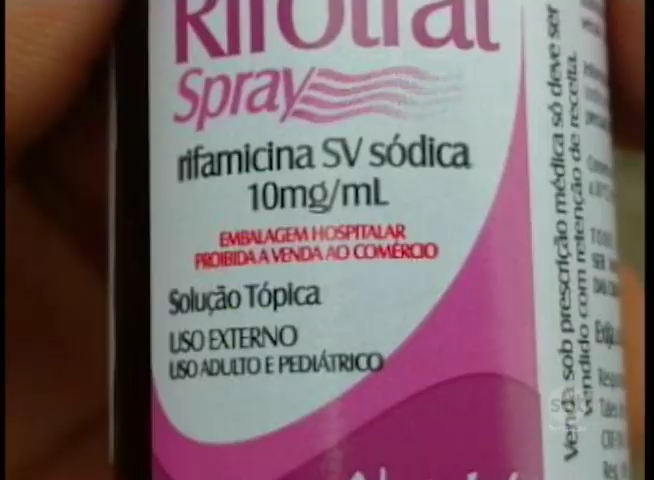 Rifotrat
Spray
rifamicina SV sódica
10mg/mL
EMBALAGEM HOSPITALAR
PROIBIDA A VENDA AO COMÉRCIO
Solução Tópica
USO EXTERNO
USO ADULTO E PEDIÁTRICO
Venda sob prescrição médica só deve ser
vendido com retenção de receita.